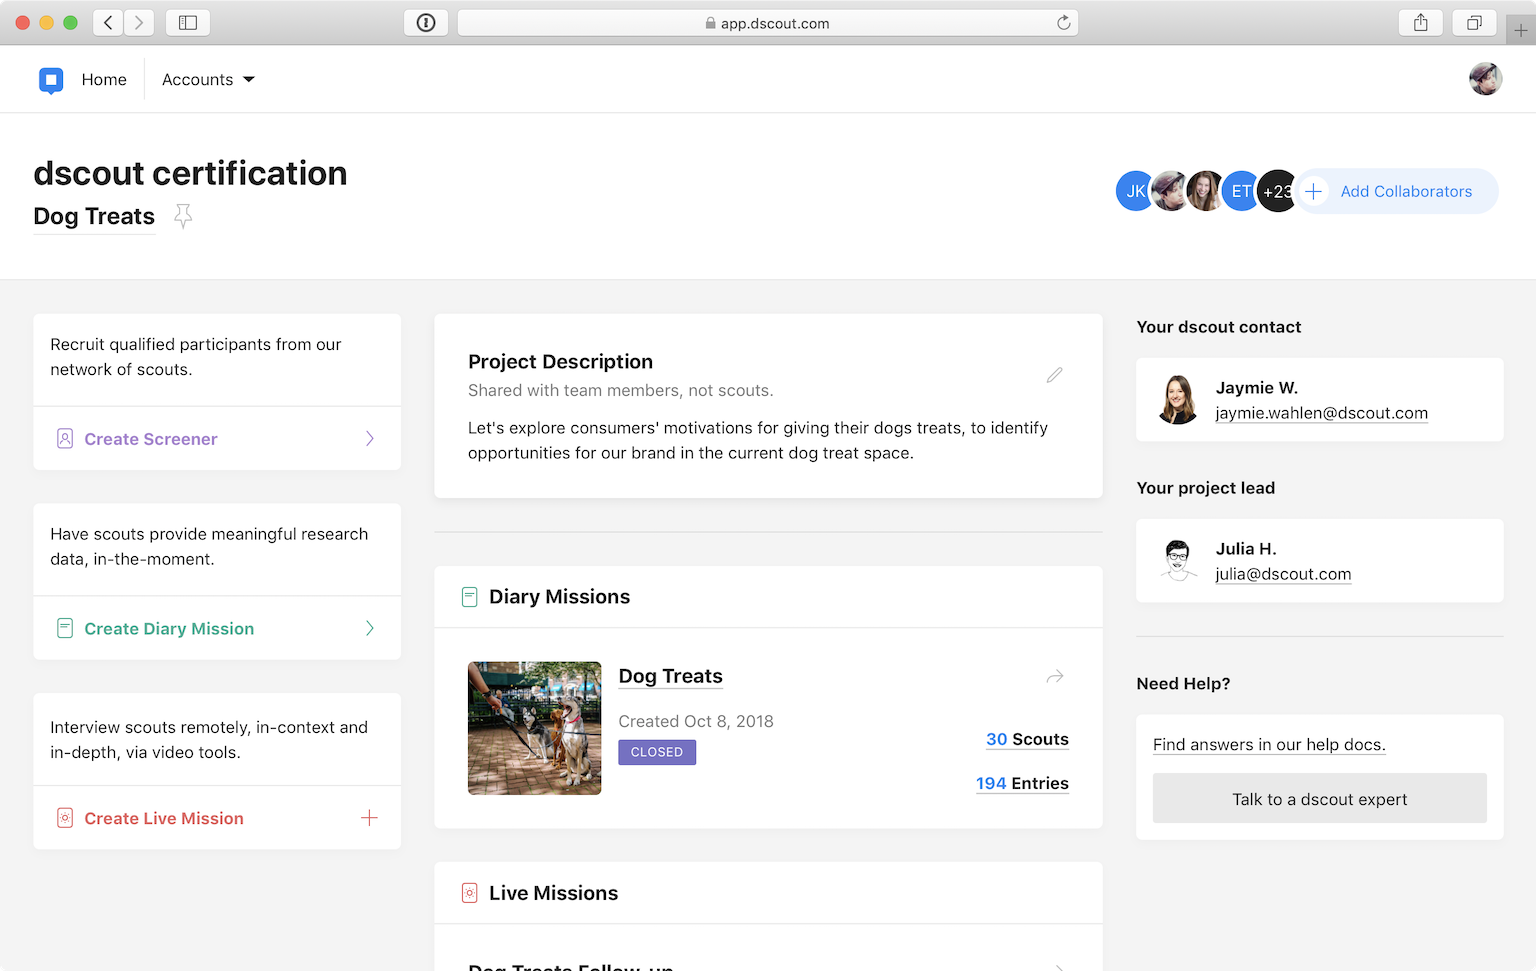 app.dscout.com
Home
Accounts
dscout certification
Dog Treats
JK
ET
+23
Add Collaborators
Recruit qualified participants from our
network of scouts.
Create Screener
Have scouts provide meaningful research
data, in-the-moment.
Create Diary Mission
Interview scouts remotely, in-context and
in-depth, via video tools.
Create Live Mission
Project Description
Shared with team members, not scouts.
Let's explore consumers' motivations for giving their dogs treats, to identify
opportunities for our brand in the current dog treat space.
Diary Missions
Dog Treats
Created Oct 8, 2018
CLOSED
30 Scouts
194 Entries
Live Missions
Dog Treats Follow-up
Your dscout contact
Jaymie W.
jaymie.wahlen@dscout.com
Your project lead
Julia H.
julia@dscout.com
Need Help?
Find answers in our help docs.
Talk to a dscout expert